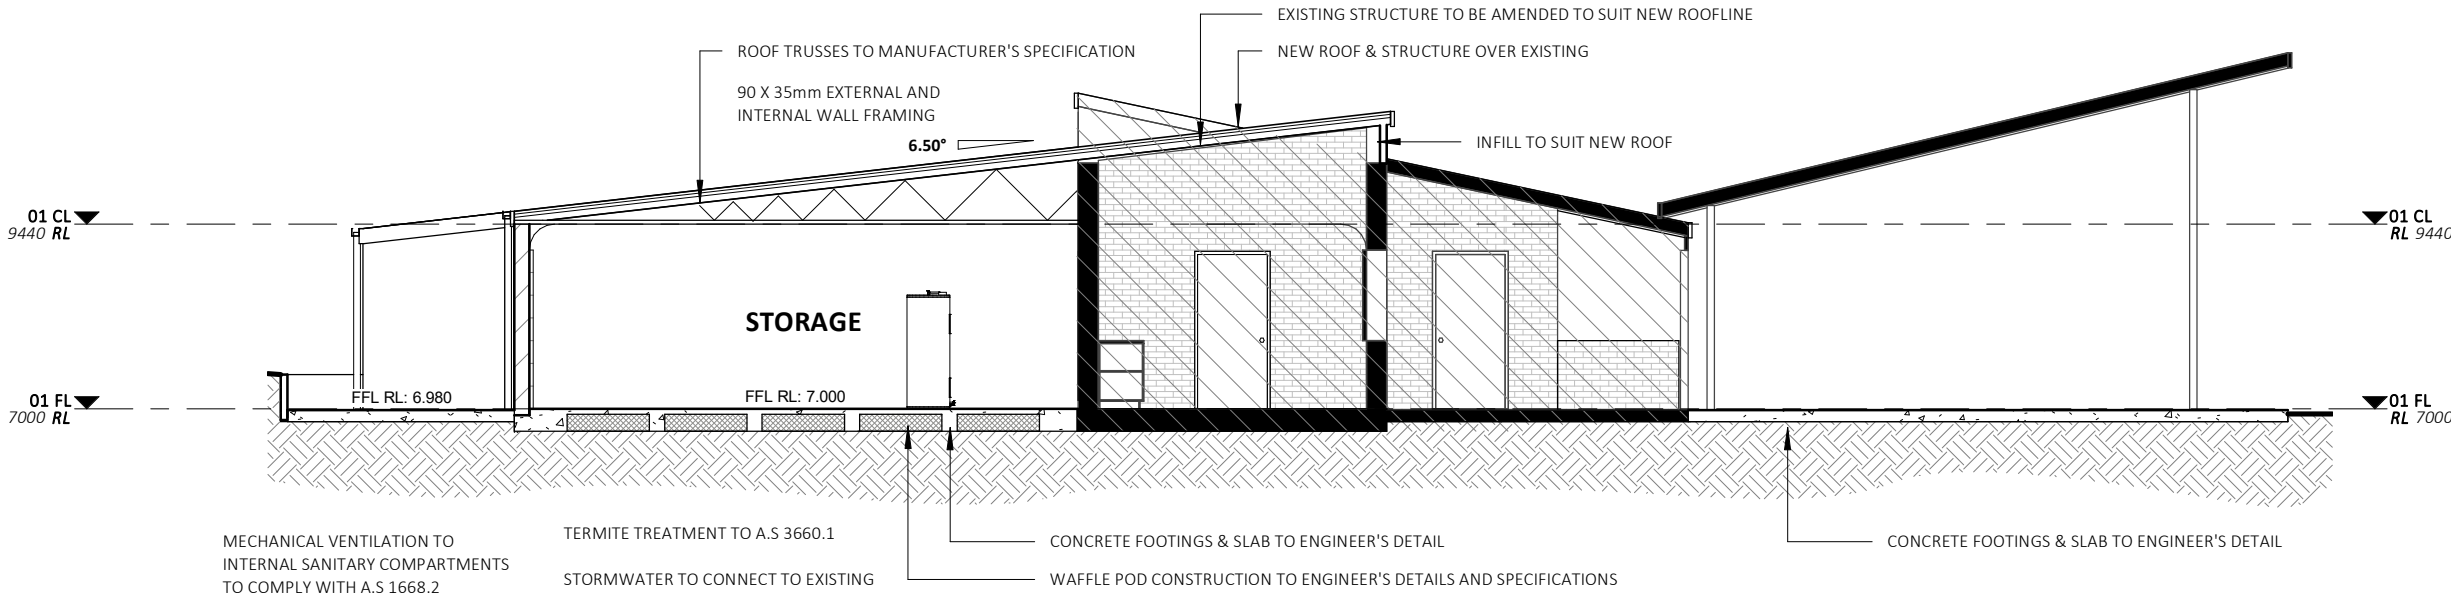 EXISTING STRUCTURE TO BE AMENDED TO SUIT NEW ROOFLINE
ROOF TRUSSES TO MANUFACTURER'S SPECIFICATION
NEW ROOF & STRUCTURE OVER EXISTING
90 X 35mm EXTERNAL AND
INTERNAL WALL FRAMING
6.50°
INFILL TO SUIT NEW ROOF
01 CL
9440 RL
01 CL
RL 9440
STORAGE
FFL RL: 6.980
FFL RL: 7.000
01 FL
7000 RL
01 FL
RL 7000
MECHANICAL VENTILATION TO
INTERNAL SANITARY COMPARTMENTS
TO COMPLY WITH A.S 1668.2
TERMITE TREATMENT TO A.S 3660.1
STORMWATER TO CONNECT TO EXISTING
CONCRETE FOOTINGS & SLAB TO ENGINEER'S DETAIL
WAFFLE POD CONSTRUCTION TO ENGINEER'S DETAILS AND SPECIFICATIONS
CONCRETE FOOTINGS & SLAB TO ENGINEER'S DETAIL